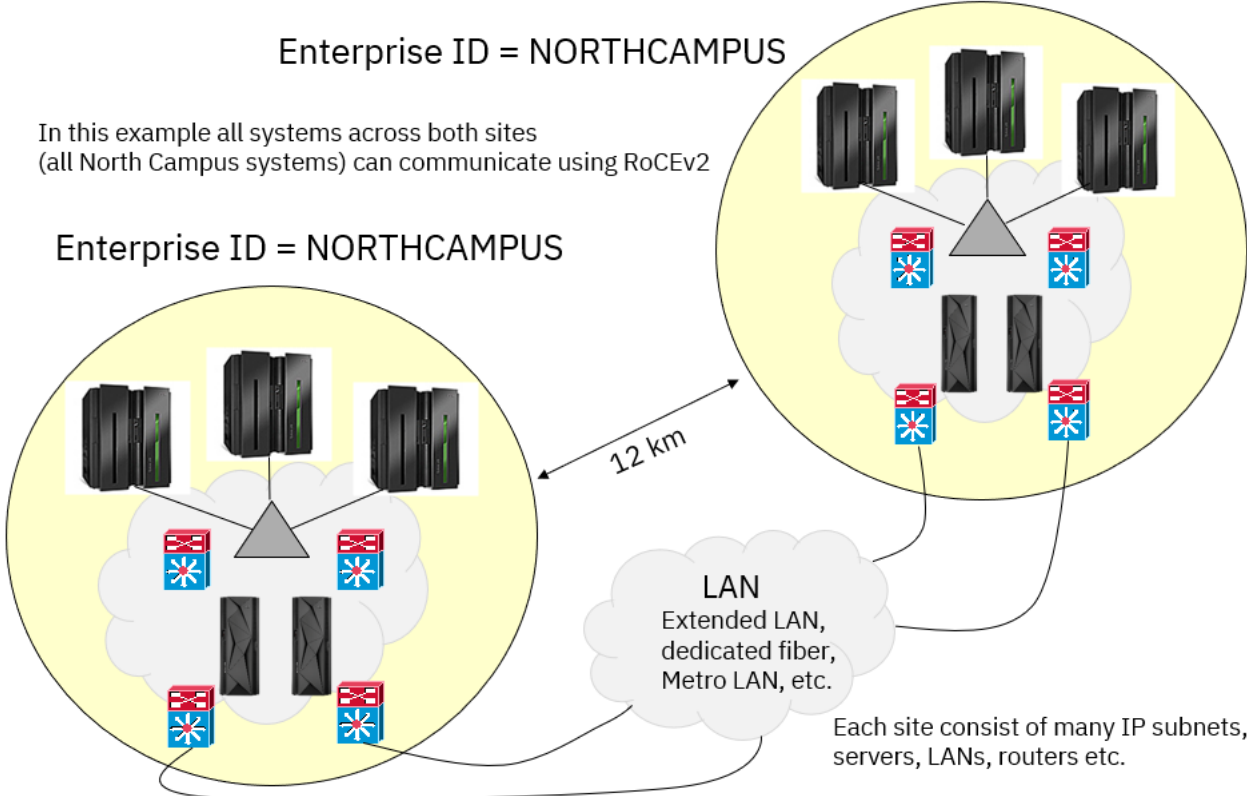 Enterprise ID = NORTHCAMPUS
In this example all systems across both sites
(all North Campus systems) can communicate using RoCEv2
Enterprise ID = NORTHCAMPUS
12 km
LAN
Extended LAN,
dedicated fiber,
Metro LAN, etc.
Each site consist of many IP subnets,
servers, LANs, routers etc.